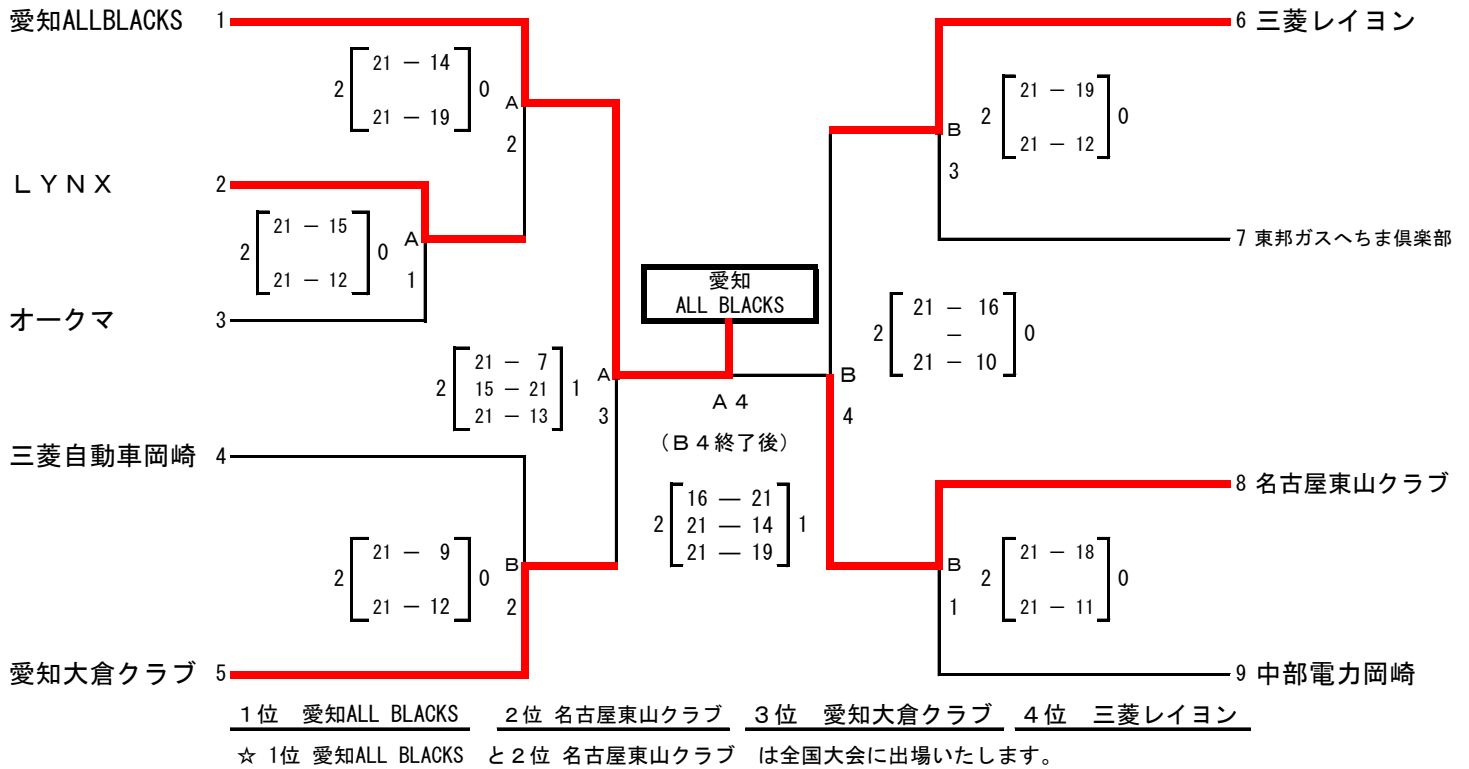 愛知ALLBLACKS 1
2 21 － 14 0
21 － 19
A
2
ＬＹＮＸ 2
2 21 － 15 0
21 － 12
A
1
オークマ 3
2 21 － 7 1
15 － 21
21 － 13
A
3
三菱自動車岡崎 4
2 21 － 9 0
21 － 12
B
2
愛知大倉クラブ 5
愛知
ALL BLACKS
Ａ４
（Ｂ４終了後）
2 16 ― 21 1
21 ― 14
21 ― 19
6 三菱レイヨン
B
3
2 21 － 19 0
21 － 12
7 東邦ガスへちま倶楽部
2 21 － 16 0
－
21 － 10
B
4
8 名古屋東山クラブ
B
1
2 21 － 18 0
21 － 11
9 中部電力岡崎
１位 愛知ALL BLACKS ２位 名古屋東山クラブ ３位 愛知大倉クラブ ４位 三菱レイヨン
☆ 1位 愛知ALL BLACKS と２位 名古屋東山クラブ は全国大会に出場いたします。